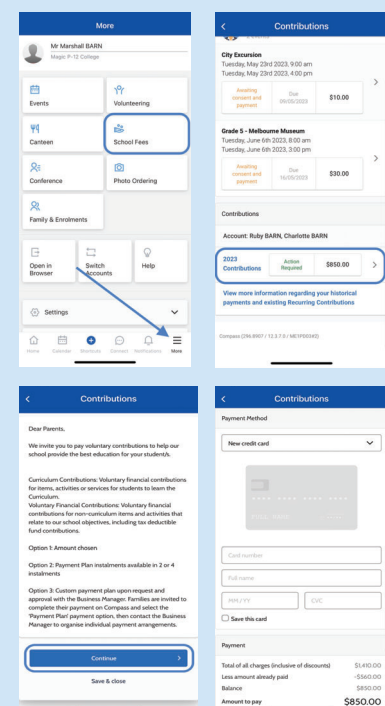 More
Mr Marshall BARN
Magic P-12 College
Events
Volunteering
Canteen
School Fees
Conference
Photo Ordering
Family & Enrolments
Open in
Browser
Switch
Accounts
Help
Settings
Home
Calendar
Shortcuts
Connect
Notifications
More
Contributions
City Excursion
Tuesday, May 23rd 2023, 9:00 am
Tuesday, May 23rd 2023, 4:00 pm
Awaiting
consent and
payment
Due
09/05/2023
$10.00
Grade 5 - Melbourne Museum
Tuesday, June 6th 2023, 8:00 am
Tuesday, June 6th 2023, 3:00 pm
Awaiting
consent and
payment
Due
16/05/2023
$30.00
Contributions
Account: Ruby BARN, Charlotte BARN
2023
Contributions
Action
Required
$850.00
View more information regarding your historical
payments and existing Recurring Contributions
Contributions
Dear Parents,
We invite you to pay voluntary contributions to help our
school provide the best education for your student/s.
Curriculum Contributions: Voluntary financial contributions
for items, activities or services for students to learn the
Curriculum.
Voluntary Financial Contributions: Voluntary financial
contributions for non-curriculum items and activities that
relate to our school objectives, including tax deductible
fund contributions.
Option 1: Amount chosen
Option 2: Payment Plan instalments available in 2 or 4
instalments
Option 3: Custom payment plan upon request and
approval with the Business Manager. Families are invited to
complete their payment on Compass and select the
'Payment Plan' payment option, then contact the Business
Manager to organise individual payment arrangements.
Continue
Save & close
Contributions
Payment Method
New credit card
Card number
Full name
MM / YY
CVC
Save this card
Payment
Total of all charges (inclusive of discounts) $1,410.00
Less amount already paid -$560.00
Balance $850.00
Amount to pay $850.00